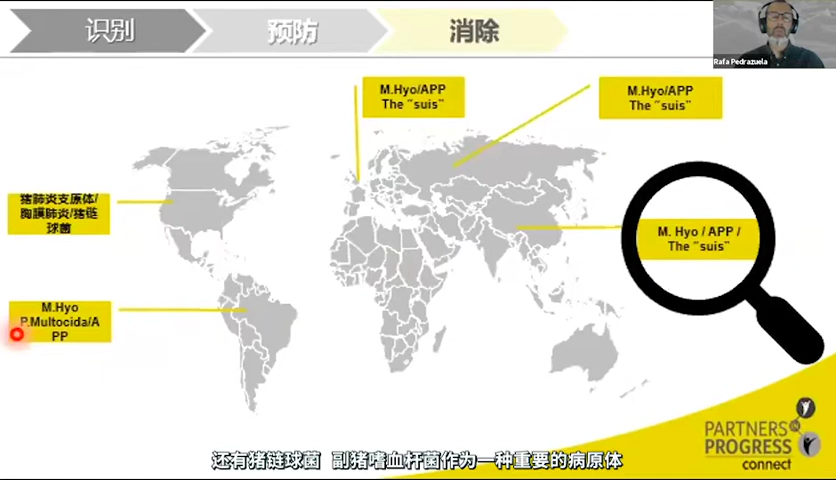 识别
预防
消除
Rafa Pedrazuela
M.Hyo/APP
The "suis"
M.Hyo/APP
The "suis"
猪肺炎支原体/
胸膜肺炎/猪链
球菌
M. Hyo / APP /
The "suis"
M.Hyo
P.Multocida/A
PP
PARTNERS IN
PROGRESS
connect
还有猪链球菌 副猪嗜血杆菌作为一种重要的病原体